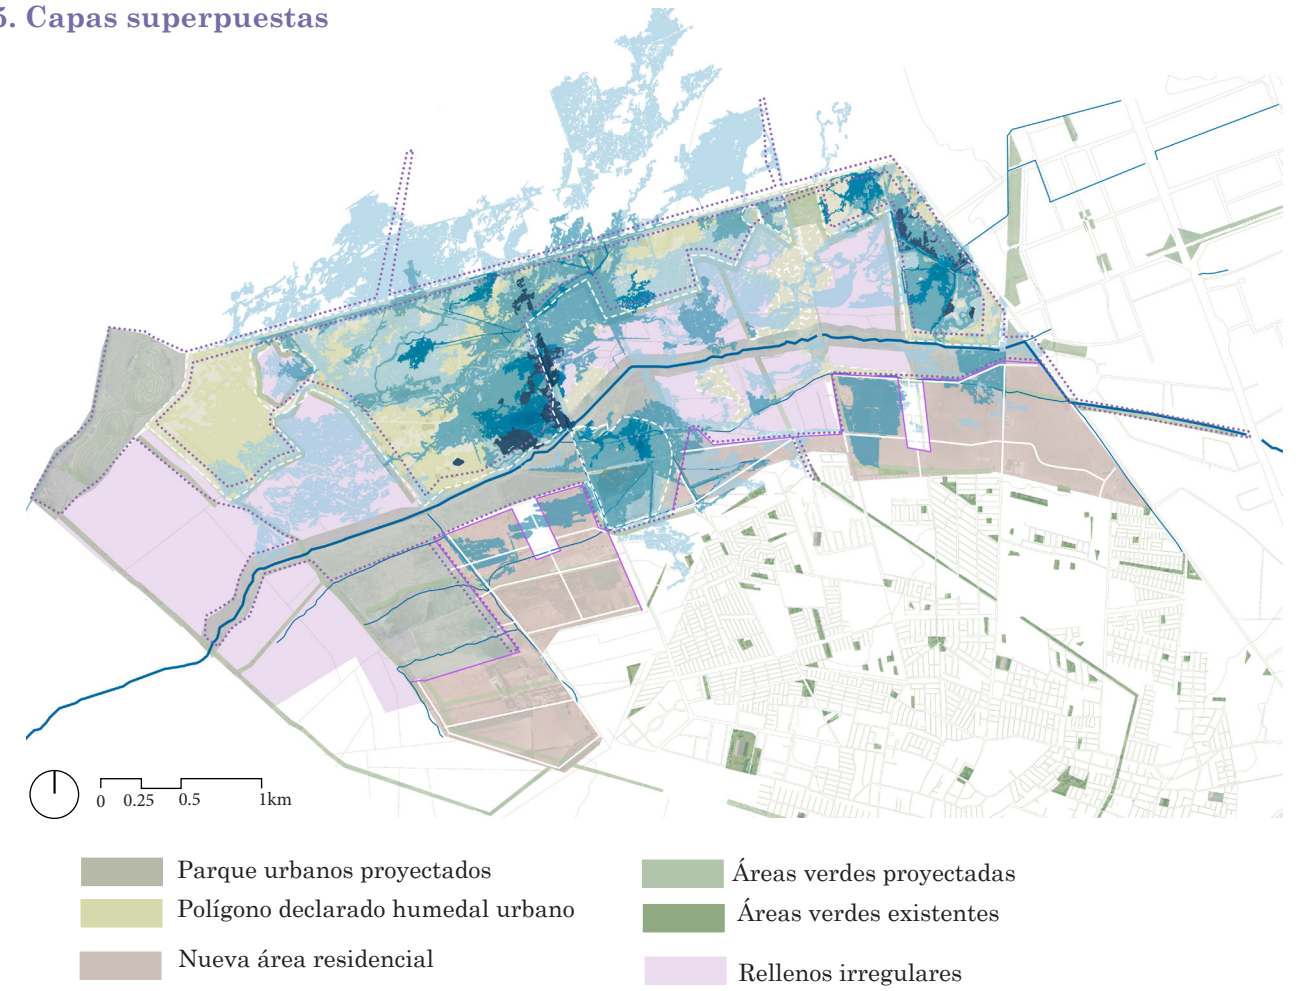 5. Capas superpuestas
0 0.25 0.5 1km
Parque urbanos proyectados
Polígono declarado humedal urbano
Nueva área residencial
Áreas verdes proyectadas
Áreas verdes existentes
Rellenos irregulares